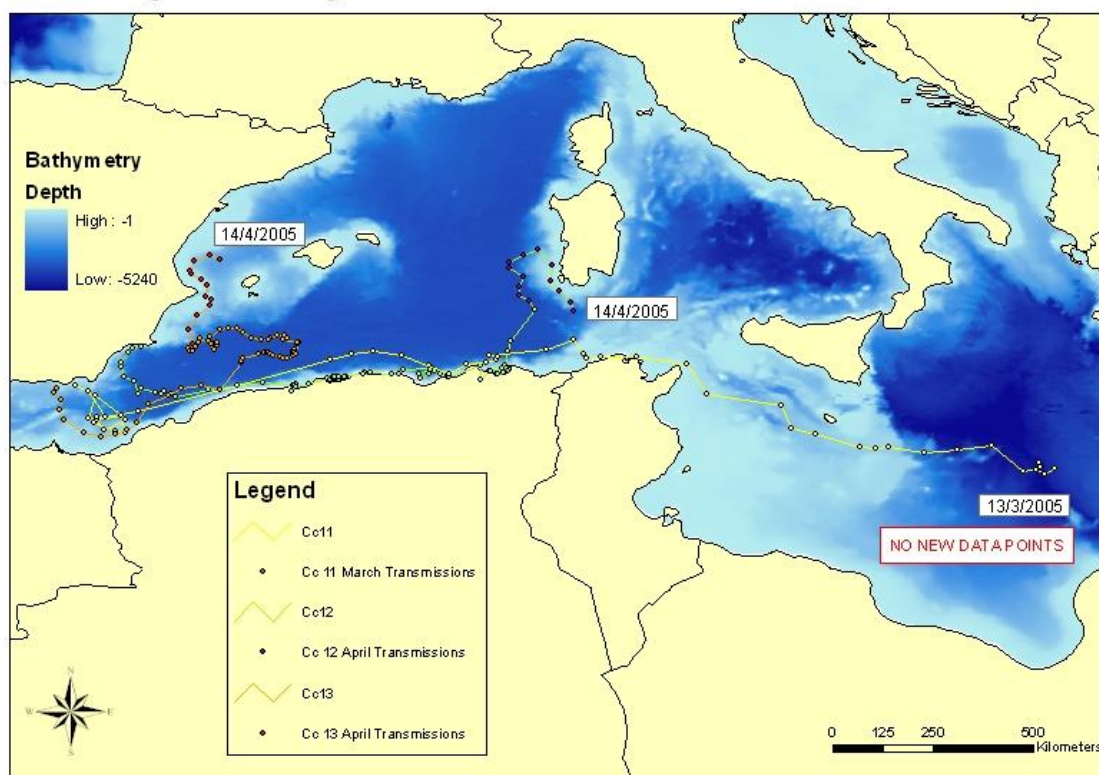 Bathymetry
Depth
High : -1
Low: -5240
14/4/2005
14/4/2005
13/3/2005
NO NEW DATA POINTS
Legend
Cc11
Cc 11 March Transmissions
Cc12
Cc 12 April Transmissions
Cc13
Cc 13 April Transmissions
N
W
E
S
0 125 250 500
Kilometers